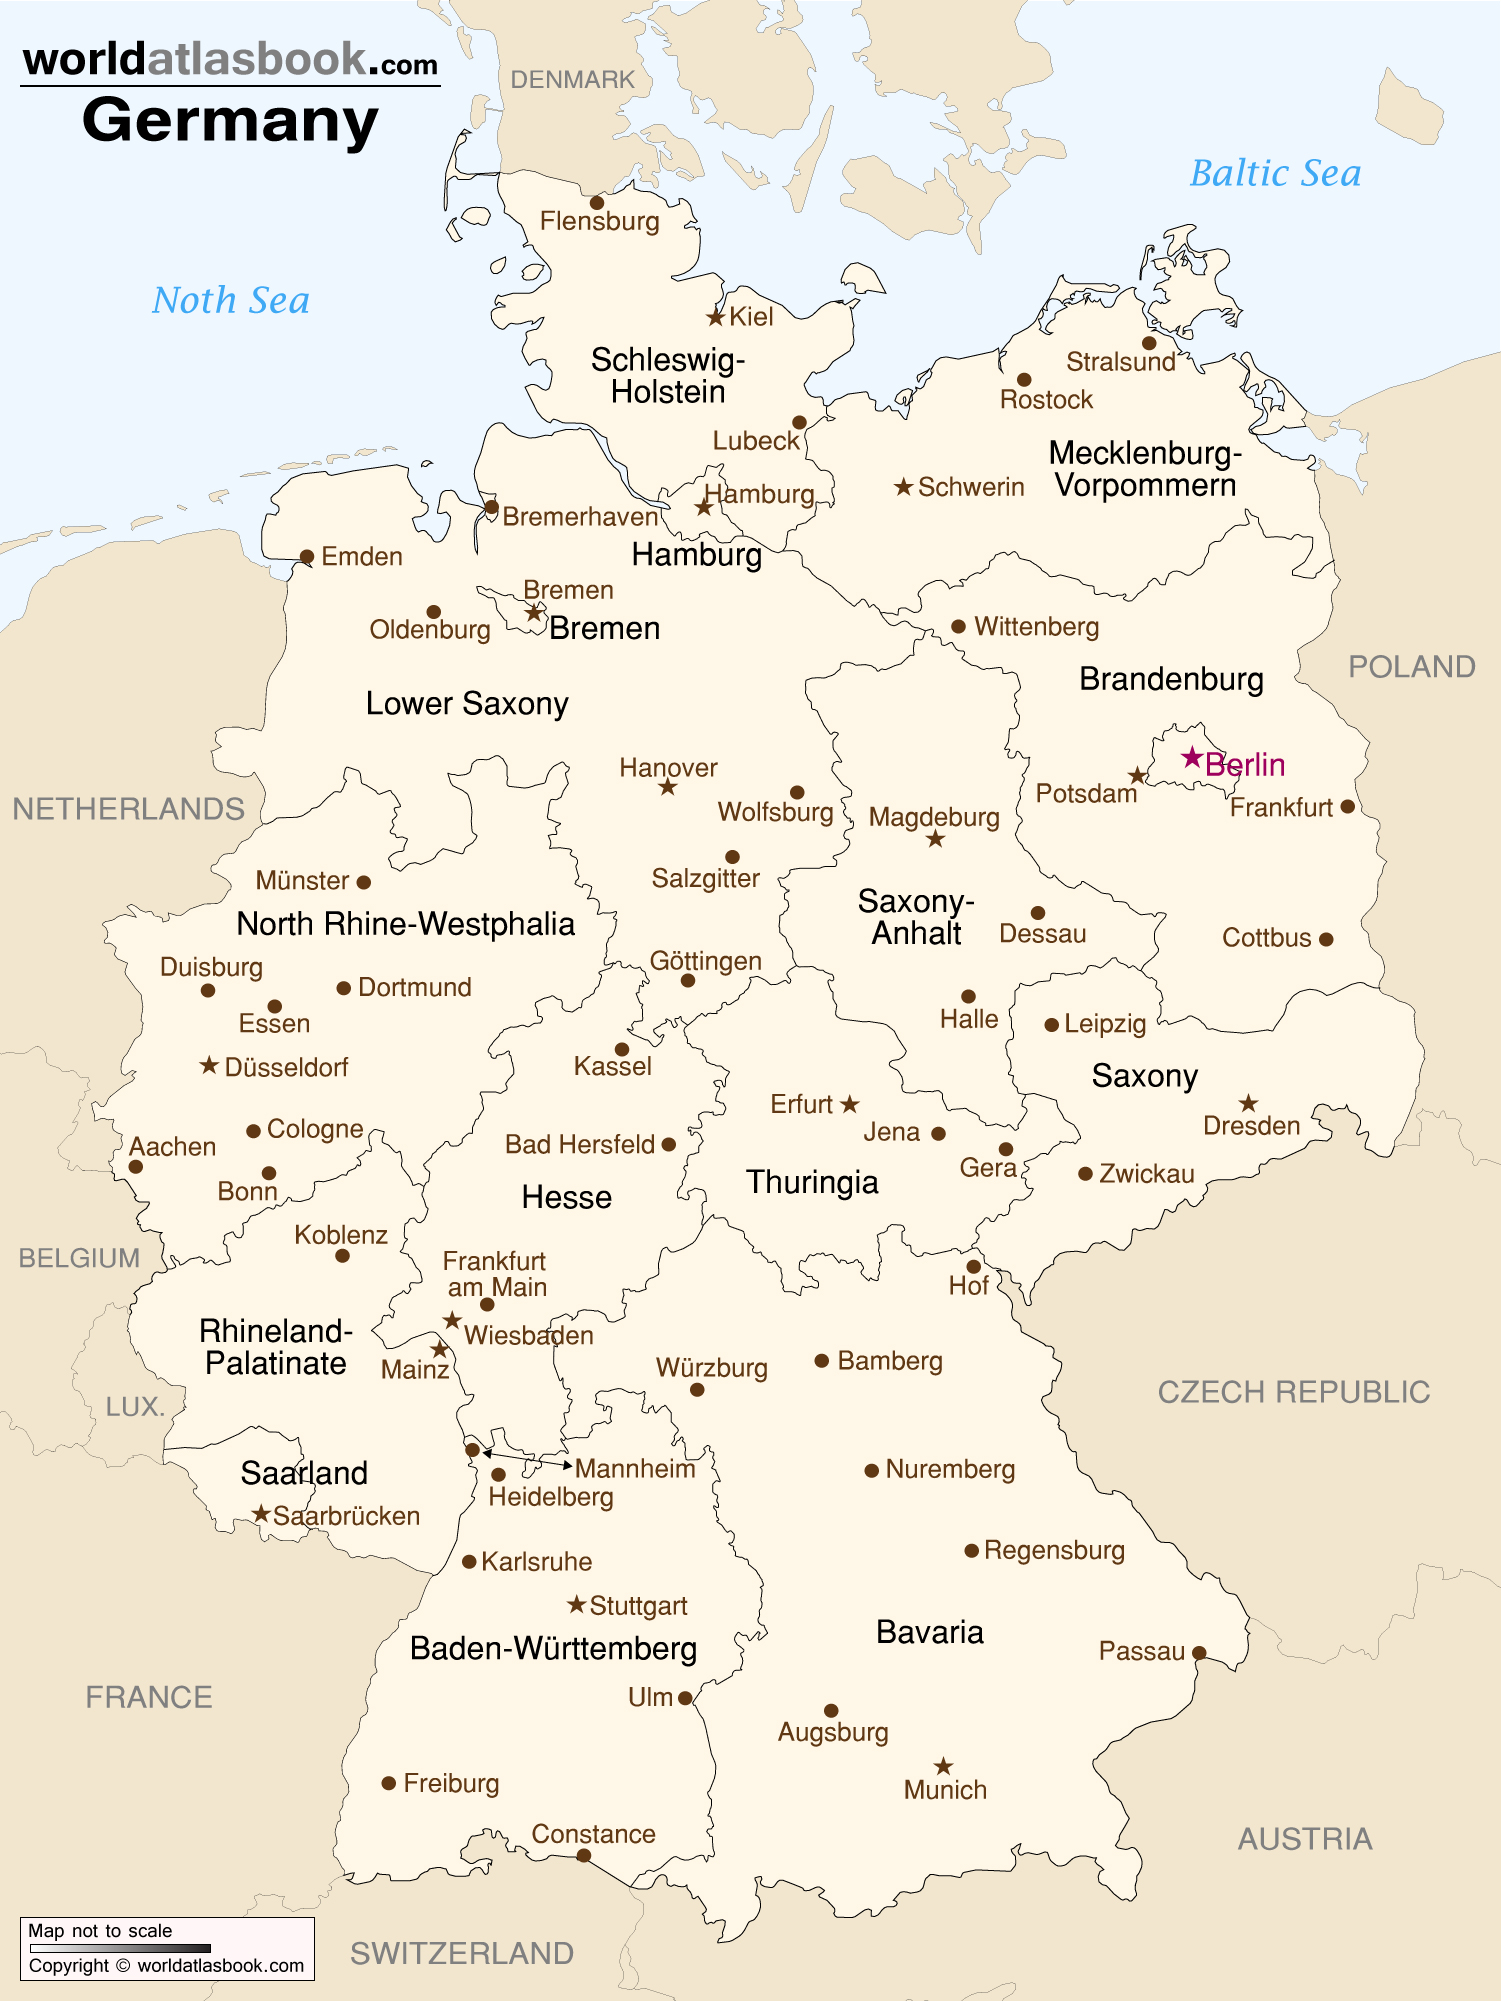 worldatlasbook.com
Germany
DENMARK
Baltic Sea
Noth Sea
Flensburg
Kiel
Schleswig-
Holstein
Stralsund
Rostock
Lubeck
Mecklenburg-
Vorpommern
Schwerin
Hamburg
Bremerhaven
Hamburg
Emden
Bremen
Oldenburg
Bremen
Wittenberg
POLAND
Brandenburg
Lower Saxony
Berlin
Hanover
Potsdam
Frankfurt
NETHERLANDS
Wolfsburg
Magdeburg
Münster
Salzgitter
Saxony-
Anhalt
North Rhine-Westphalia
Dessau
Cottbus
Göttingen
Duisburg
Dortmund
Essen
Halle
Leipzig
Kassel
Düsseldorf
Saxony
Erfurt
Dresden
Jena
Cologne
Aachen
Bad Hersfeld
Gera
Zwickau
Thuringia
Bonn
Hesse
Koblenz
BELGIUM
Frankfurt
am Main
Hof
Rhineland-
Palatinate
Wiesbaden
Mainz
Würzburg
Bamberg
CZECH REPUBLIC
LUX.
Saarland
Mannheim
Nuremberg
Heidelberg
Saarbrücken
Karlsruhe
Regensburg
Stuttgart
Bavaria
Baden-Württemberg
Passau
FRANCE
Ulm
Augsburg
Freiburg
Munich
Constance
AUSTRIA
Map not to scale
SWITZERLAND
Copyright © worldatlasbook.com